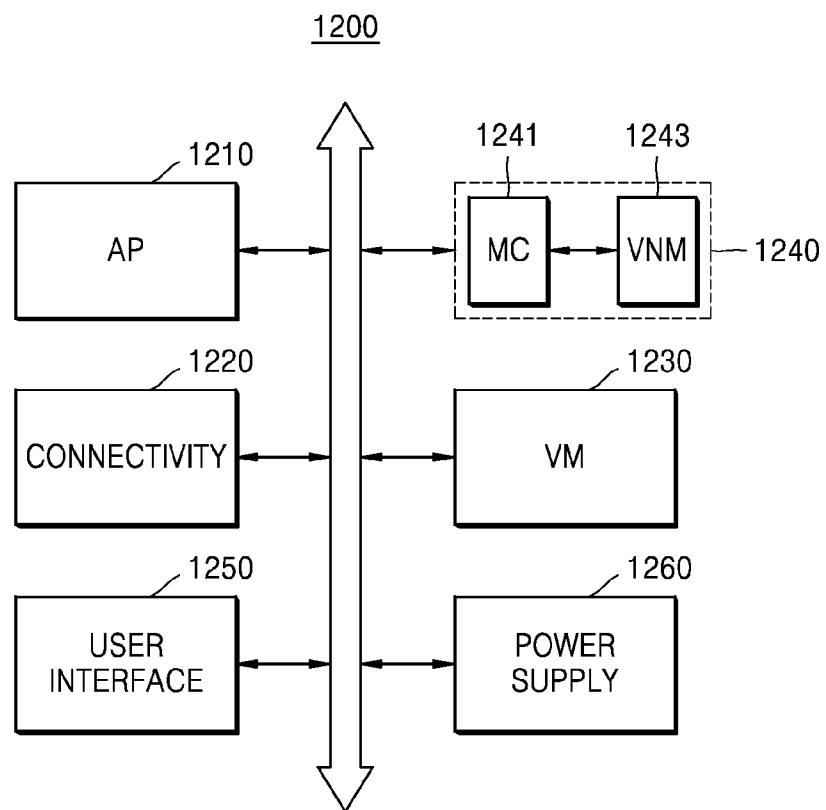 1200
1210
AP
1241
1243
MC
VNM
1240
1220
CONNECTIVITY
1230
VM
1250
USER
INTERFACE
1260
POWER
SUPPLY